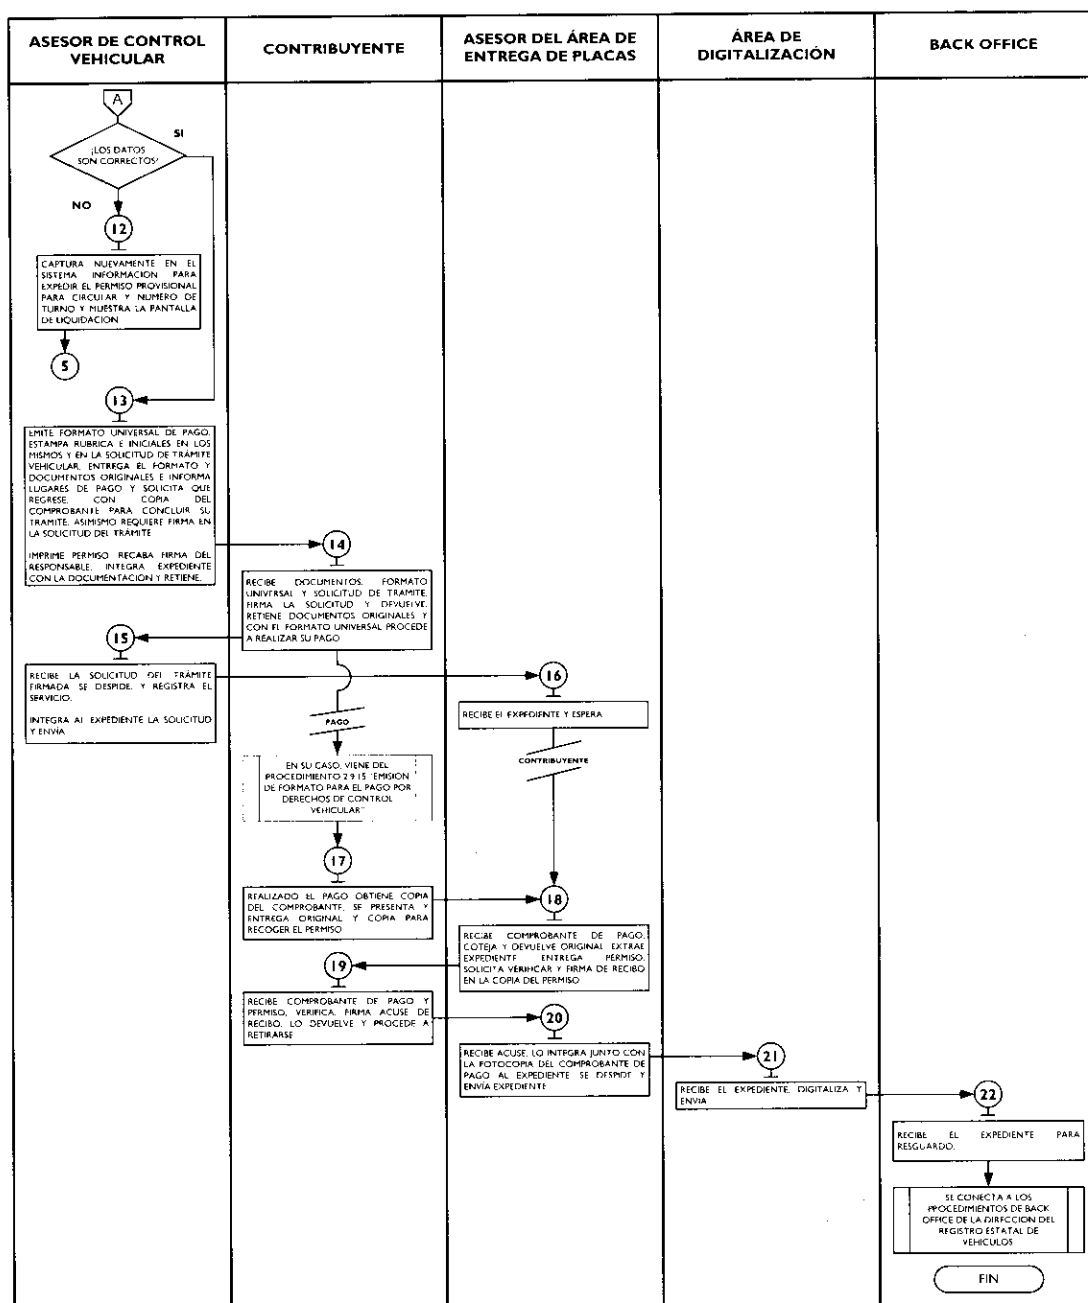 ASESOR DE CONTROL
VEHICULAR
CONTRIBUYENTE
ASESOR DEL ÁREA DE
ENTREGA DE PLACAS
ÁREA DE
DIGITALIZACIÓN
BACK OFFICE
A
¿LOS DATOS
SON CORRECTOS?
SI
NO
12
CAPTURA NUEVAMENTE EN EL
SISTEMA INFORMACION PARA
EXPEDIR EL PERMISO PROVISIONAL
PARA CIRCULAR Y NUMERO DE
TURNO Y MUESTRA LA PANTALLA
DE LIQUIDACION
5
13
EMITE FORMATO UNIVERSAL DE PAGO,
ESTAMPA RUBRICA E INICIALES EN LOS
MISMOS Y EN LA SOLICITUD DE TRÁMITE
VEHICULAR, ENTREGA EL FORMATO Y
DOCUMENTOS ORIGINALES E INFORMA
LUGARES DE PAGO Y SOLICITA QUE
REGRESE, CON COPIA DEL
COMPROBANTE PARA CONCLUIR SU
TRAMITE, ASIMISMO REQUIERE FIRMA EN
LA SOLICITUD DEL TRÁMITE
IMPRIME PERMISO RECABA FIRMA DEL
RESPONSABLE, INTEGRA EXPEDIENTE
CON LA DOCUMENTACION Y RETIENE.
14
RECIBE DOCUMENTOS, FORMATO
UNIVERSAL Y SOLICITUD DE TRAMITE,
FIRMA LA SOLICITUD Y DEVUELVE,
RETIENE DOCUMENTOS ORIGINALES Y
CON EL FORMATO UNIVERSAL PROCEDE
A REALIZAR SU PAGO
15
RECIBE LA SOLICITUD DEL TRÁMITE
FIRMADA SE DESPIDE, Y REGISTRA EL
SERVICIO.
INTEGRA AL EXPEDIENTE LA SOLICITUD
Y ENVÍA
16
RECIBE EL EXPEDIENTE Y ESPERA
PAGO
CONTRIBUYENTE
EN SU CASO, VIENE DEL
PROCEDIMIENTO 2 9 15 "EMISION
DE FORMATO PARA EL PAGO POR
DERECHOS DE CONTROL
VEHICULAR"
17
REALIZADO EL PAGO OBTIENE COPIA
DEL COMPROBANTE, SE PRESENTA Y
ENTREGA ORIGINAL Y COPIA PARA
RECOGER EL PERMISO
18
RECIBE COMPROBANTE DE PAGO,
COTEJA Y DEVUELVE ORIGINAL EXTRAE
EXPEDIENTE ENTREGA PERMISO,
SOLICITA VERIFICAR Y FIRMA DE RECIBO
EN LA COPIA DEL PERMISO
19
RECIBE COMPROBANTE DE PAGO Y
PERMISO, VERIFICA, FIRMA ACUSE DE
RECIBO, LO DEVUELVE Y PROCEDE A
RETIRARSE
20
RECIBE ACUSE, LO INTEGRA JUNTO CON
LA FOTOCOPIA DEL COMPROBANTE DE
PAGO AL EXPEDIENTE SE DESPIDE Y
ENVÍA EXPEDIENTE
21
RECIBE EL EXPEDIENTE, DIGITALIZA Y
ENVIA
22
RECIBE EL EXPEDIENTE PARA
RESGUARDO.
SE CONECTA A LOS
PROCEDIMIENTOS DE BACK
OFFICE DE LA DIRECCION DEL
REGISTRO ESTATAL DE
VEHICULOS
FIN